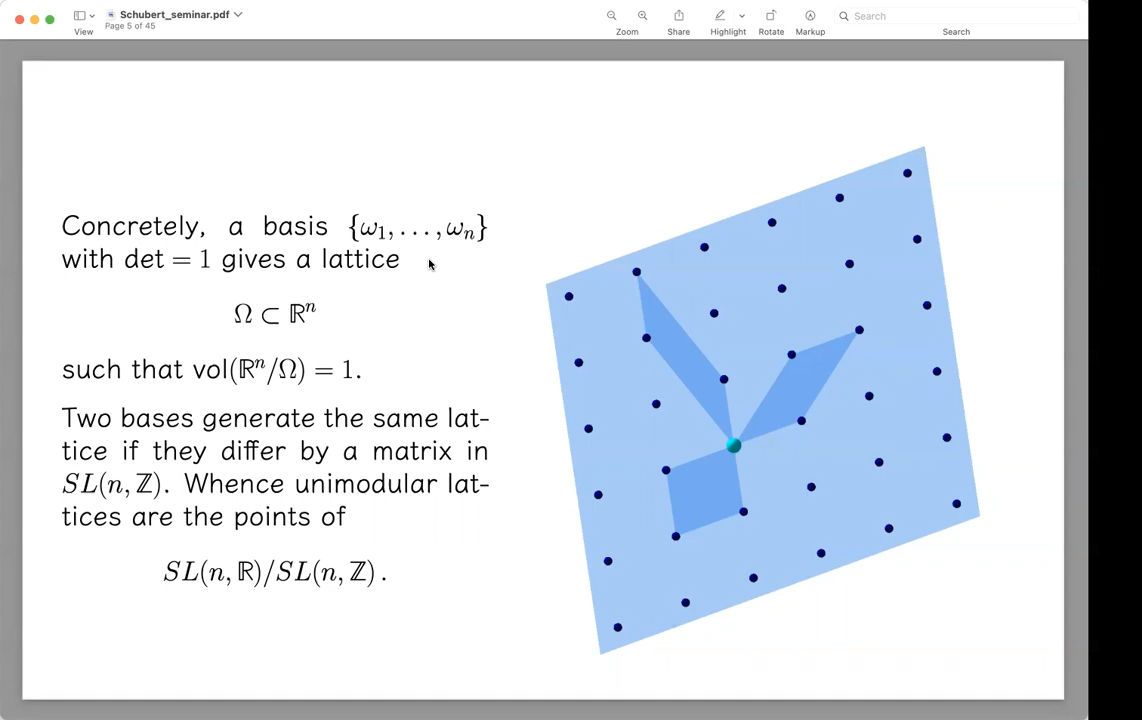 Schubert_seminar.pdf
Page 5 of 45
View
Zoom
Share
Highlight
Rotate
Markup
Search
Search
Concretely, a basis {ω₁, . . . , ωₙ}
with det = 1 gives a lattice
Ω ⊂ ℝⁿ
such that vol(ℝⁿ/Ω) = 1.
Two bases generate the same lat-
tice if they differ by a matrix in
SL(n, ℤ). Whence unimodular lat-
tices are the points of
SL(n, ℝ)/SL(n, ℤ) .